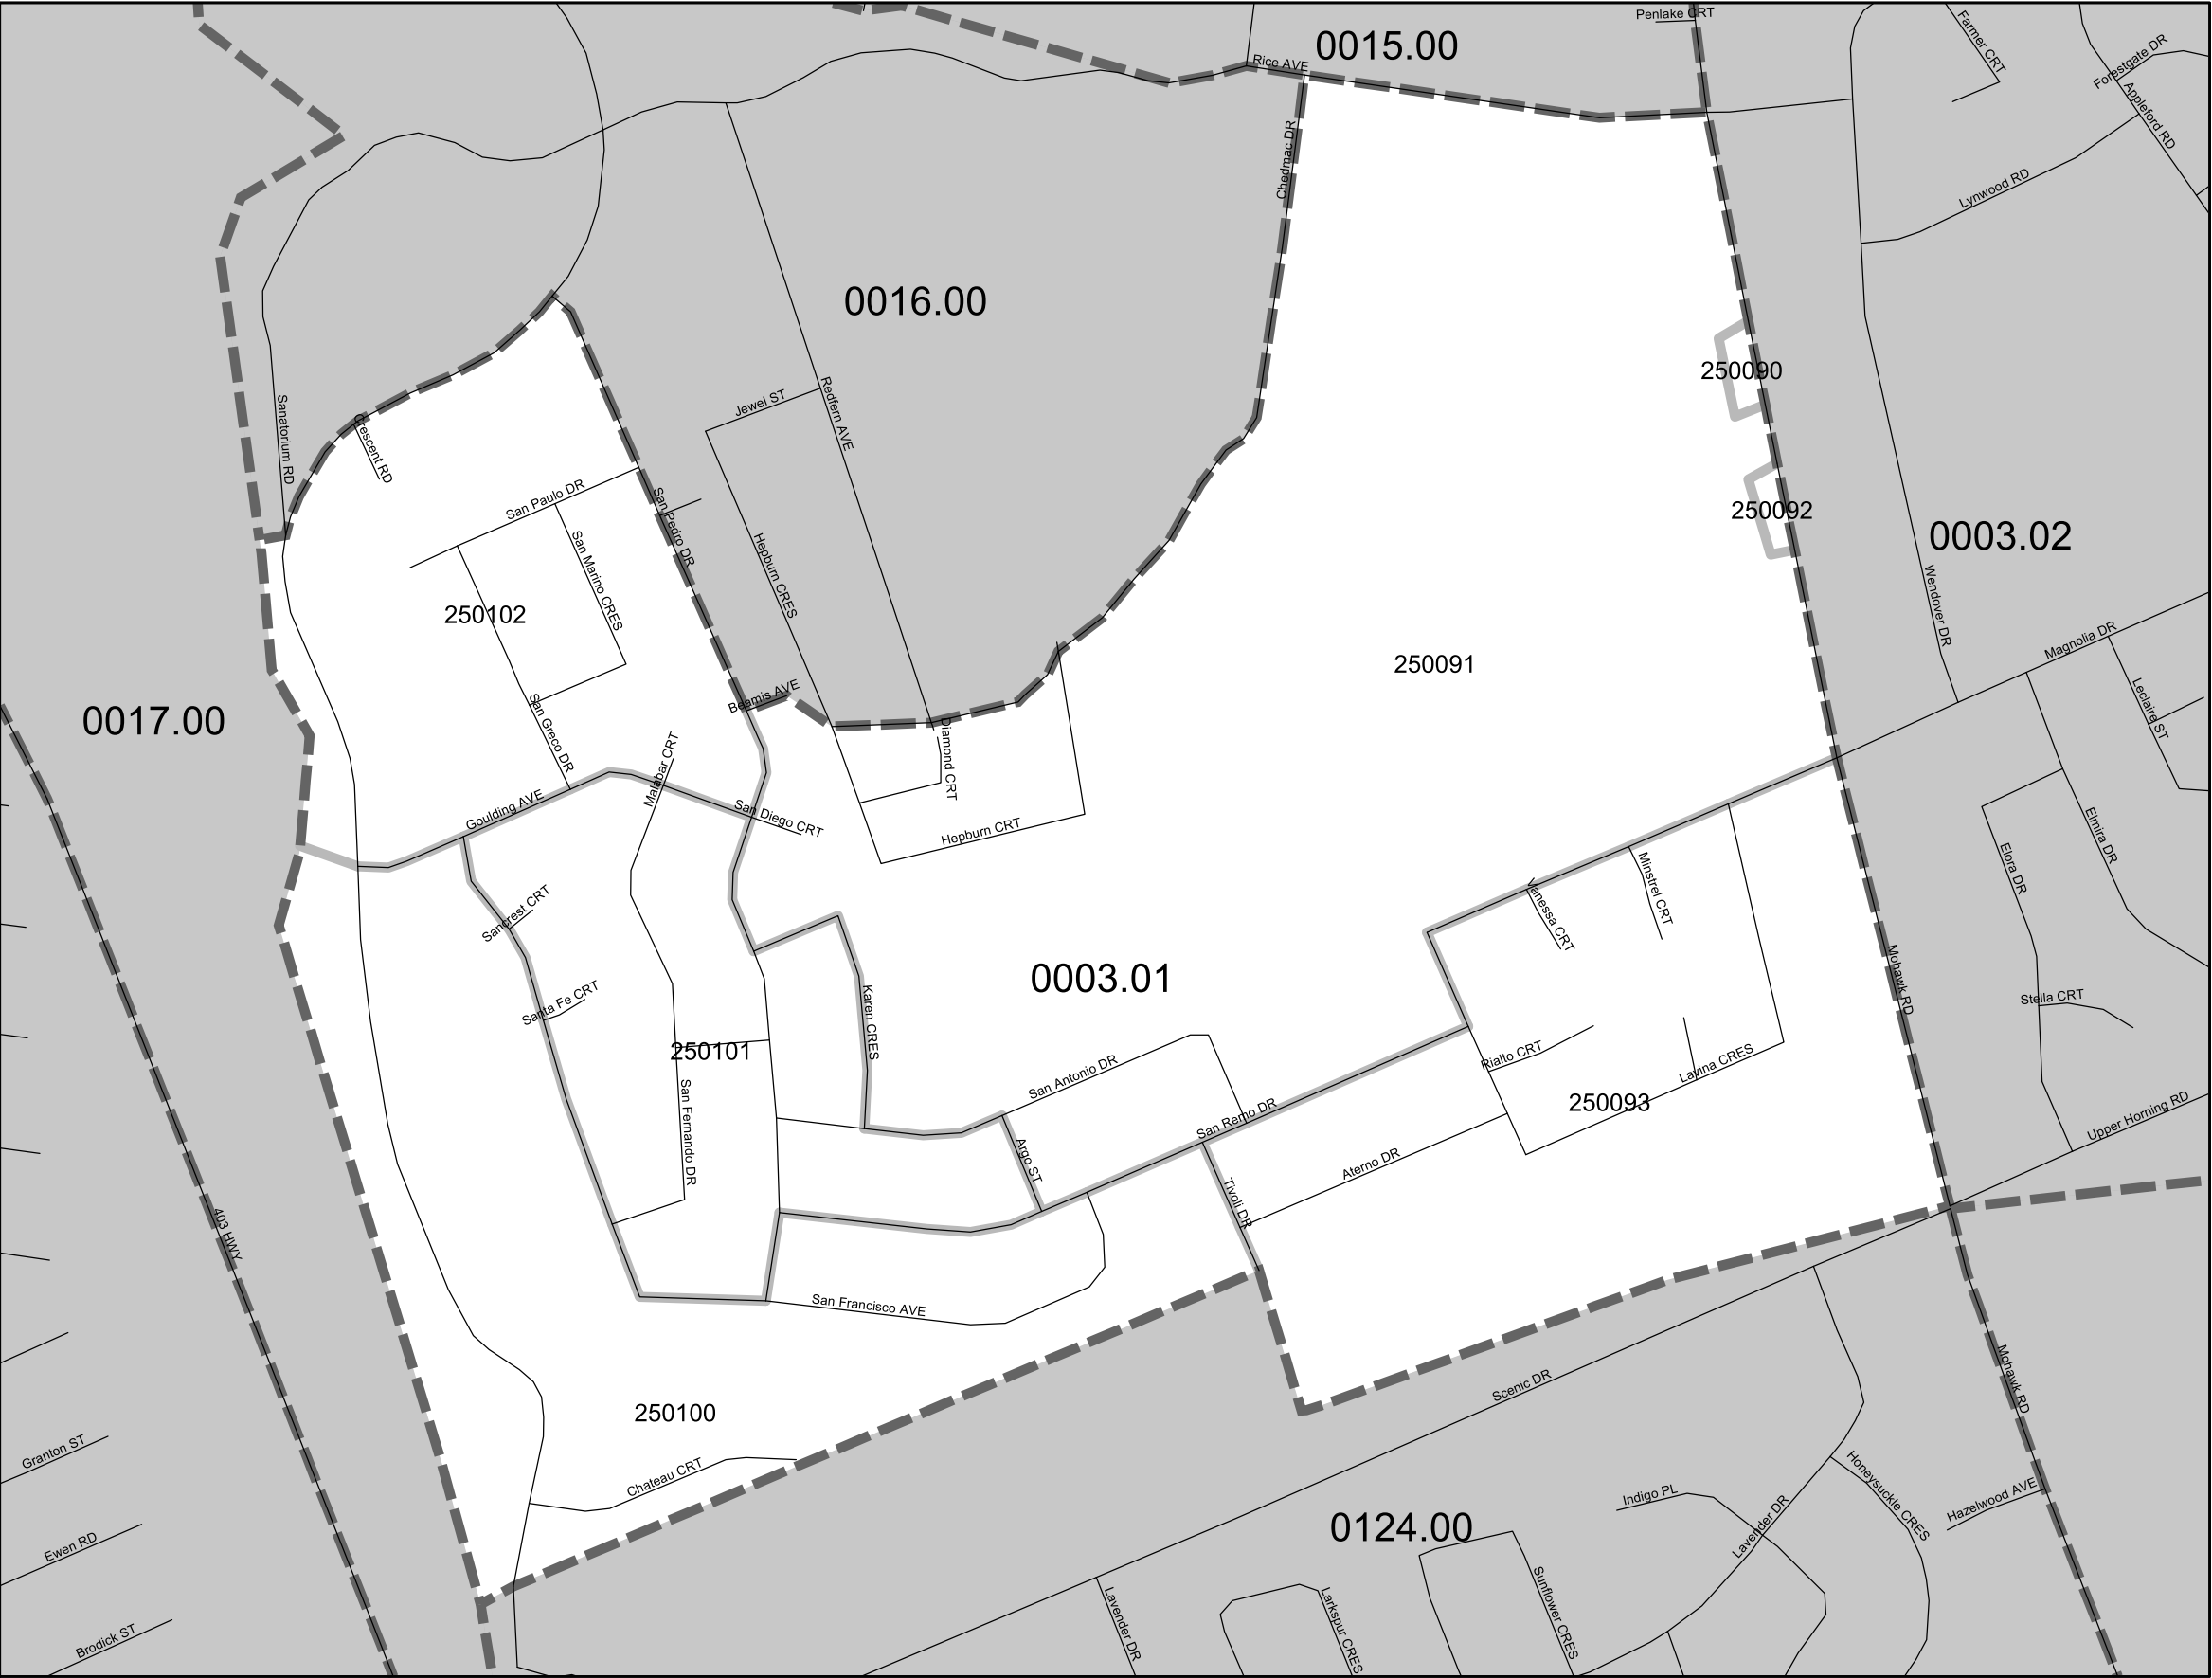 Penlake CRT
0015.00
Farmer CRT
Forestgate DR
Rice AVE
Appleford RD
Chedmac DR
Lynwood RD
0016.00
250090
Jewel ST
Redfern AVE
Sanatorium RD
Crescent RD
San Paulo DR
San Pedro DR
250092
0003.02
Hepburn CRES
San Marino CRES
Wendover DR
250102
Magnolia DR
250091
Leclaire ST
Beamis AVE
0017.00
San Greco DR
Diamond CRT
Malabar CRT
Goulding AVE
San Diego CRT
Hepburn CRT
Elmira DR
Elora DR
Minstrel CRT
Vanessa CRT
Sancrest CRT
0003.01
Mohawk RD
Santa Fe CRT
Stella CRT
Karen CRES
250101
Rialto CRT
Lavina CRES
San Antonio DR
250093
San Fernando DR
San Remo DR
Upper Horning RD
Argo ST
Aterno DR
Tivoli DR
403 HWY
San Francisco AVE
Scenic DR
Mohawk RD
250100
Granton ST
Chateau CRT
Honeysuckle CRES
Indigo PL
Hazelwood AVE
Lavender DR
0124.00
Ewen RD
Sunflower CRES
Lavender DR
Larkspur CRES
Brodick ST